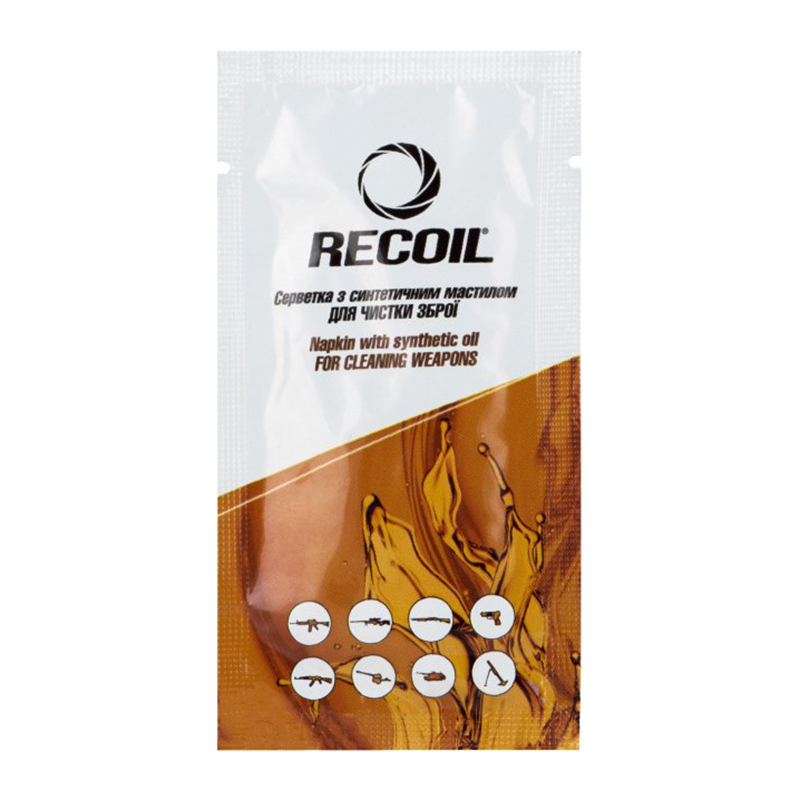 RECOIL®
Серветка з синтетичним мастилом
ДЛЯ ЧИСТКИ ЗБРОЇ
Napkin with synthetic oil
FOR CLEANING WEAPONS